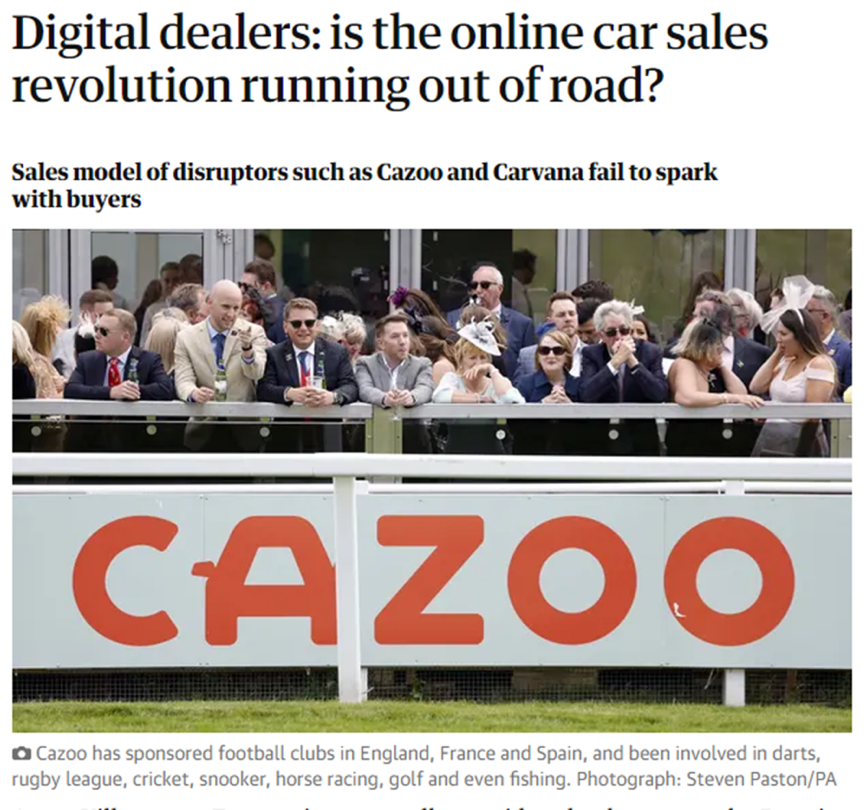 Digital dealers: is the online car sales
revolution running out of road?
Sales model of disruptors such as Cazoo and Carvana fail to spark
with buyers
CAZOO
Cazoo has sponsored football clubs in England, France and Spain, and been involved in darts,
rugby league, cricket, snooker, horse racing, golf and even fishing. Photograph: Steven Paston/PA